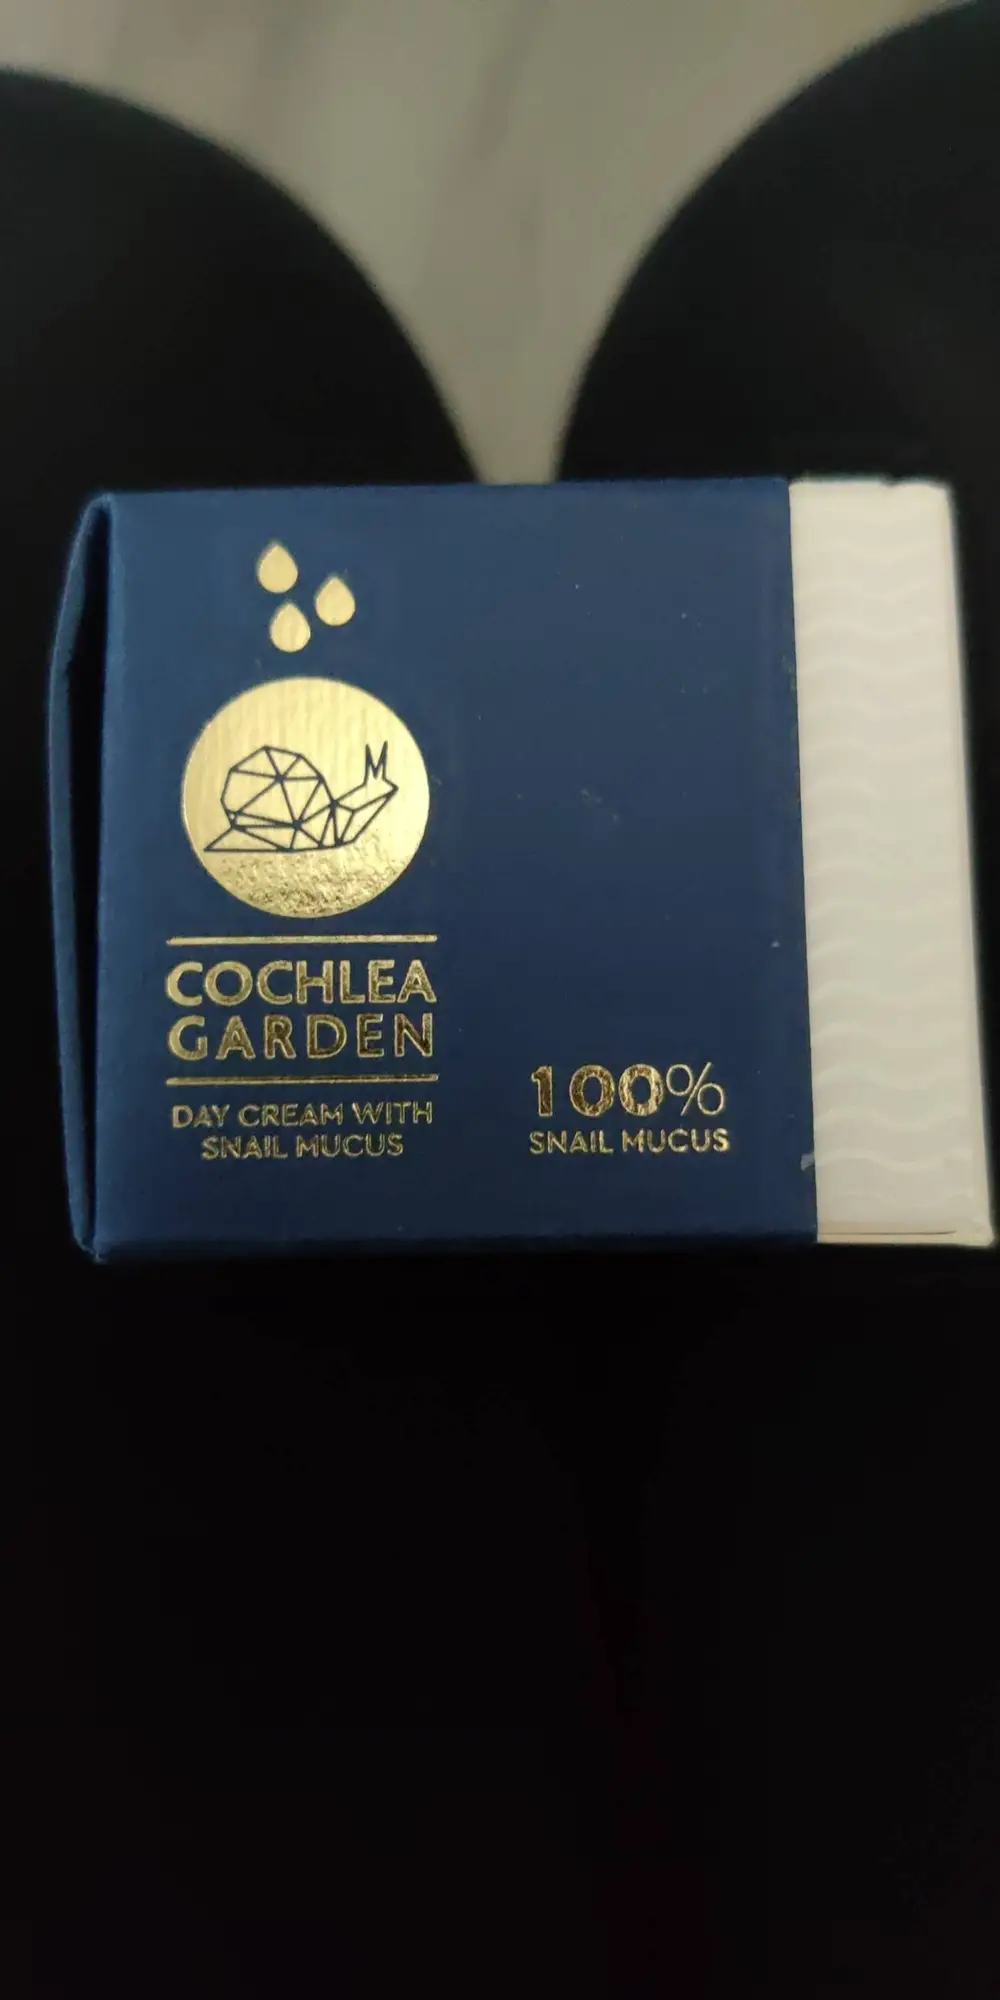 COCHLEA
GARDEN
DAY CREAM WITH
SNAIL MUCUS
100%
SNAIL MUCUS